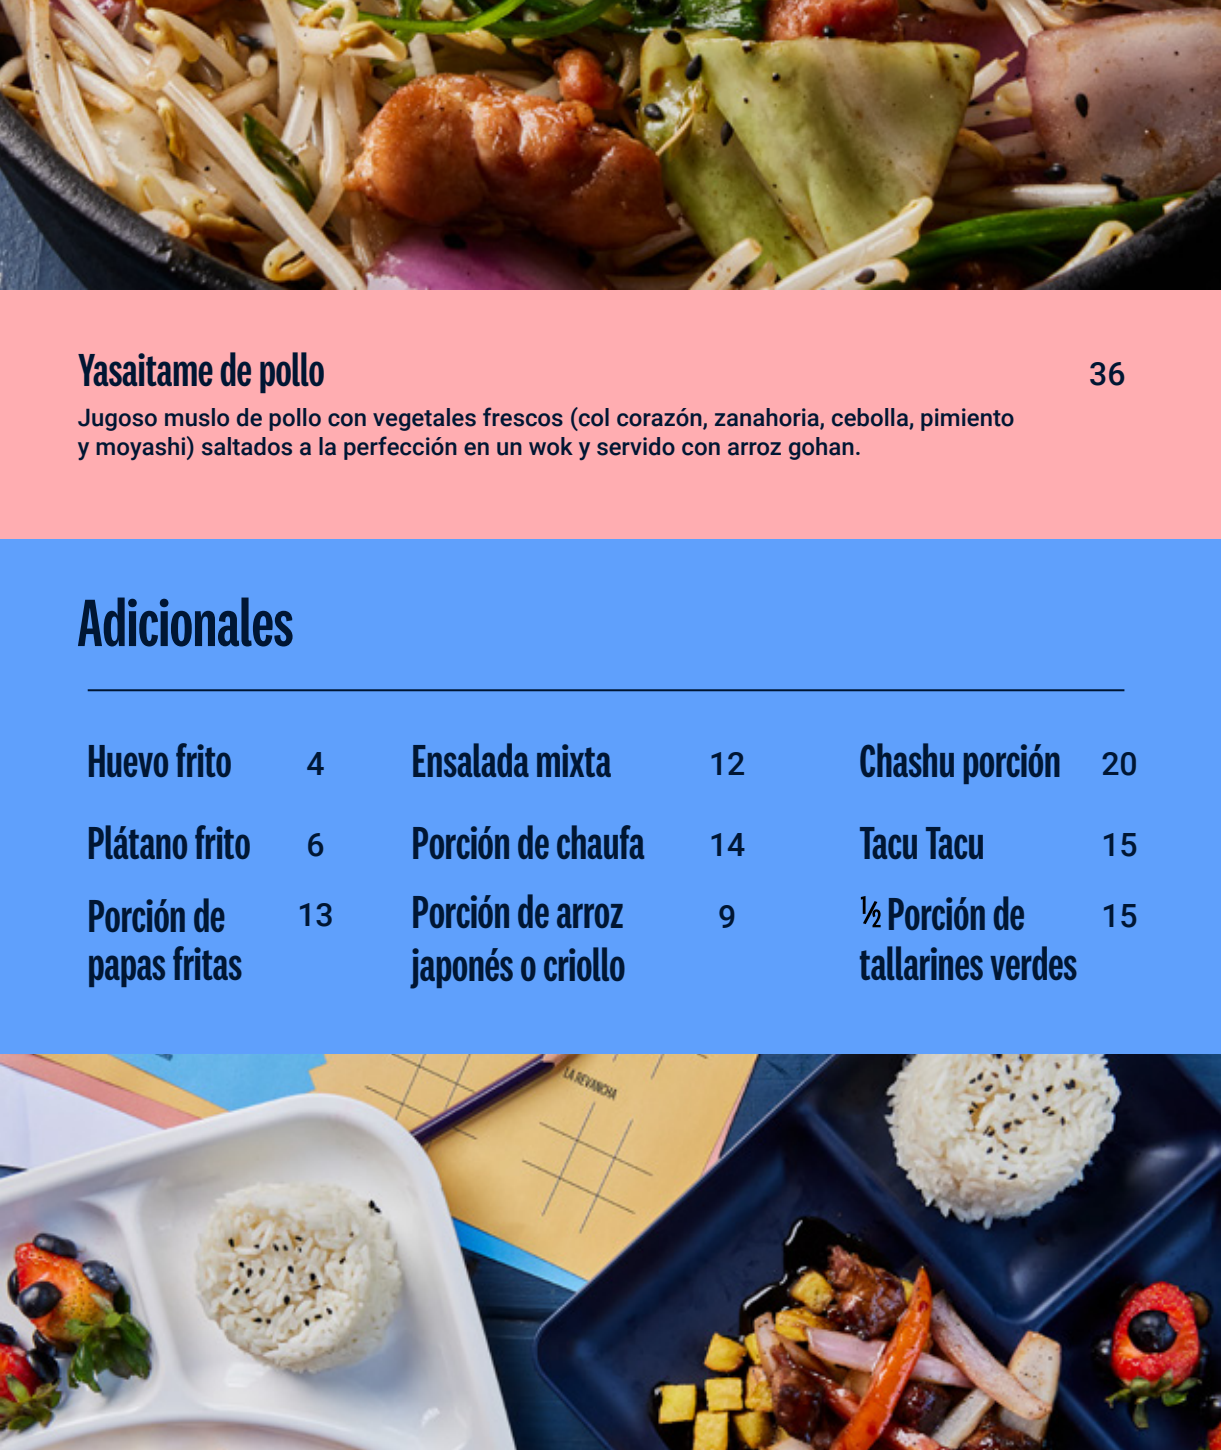 Yasaitame de pollo 36
Jugoso muslo de pollo con vegetales frescos (col corazón, zanahoria, cebolla, pimiento
y moyashi) saltados a la perfección en un wok y servido con arroz gohan.
Adicionales
Huevo frito 4
Plátano frito 6
Porción de 13
papas fritas
Ensalada mixta 12
Porción de chaufa 14
Porción de arroz 9
japonés o criollo
Chashu porción 20
Tacu Tacu 15
½ Porción de 15
tallarines verdes
LA REVANCHA